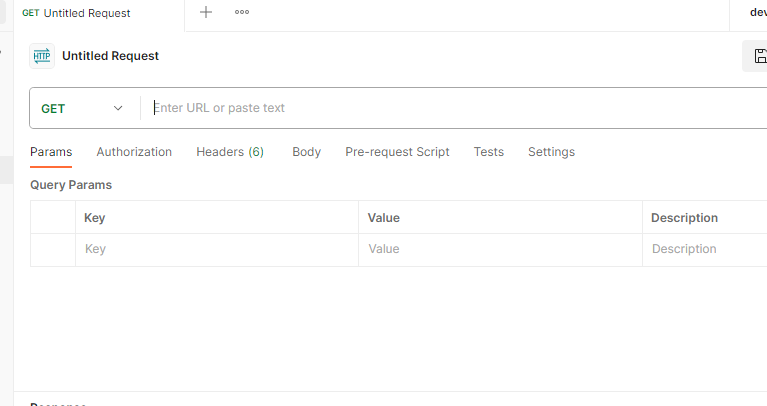 GET Untitled Request
dev
HTTP Untitled Request
GET Enter URL or paste text
Params Authorization Headers (6) Body Pre-request Script Tests Settings
Query Params
Key Value Description
Key Value Description